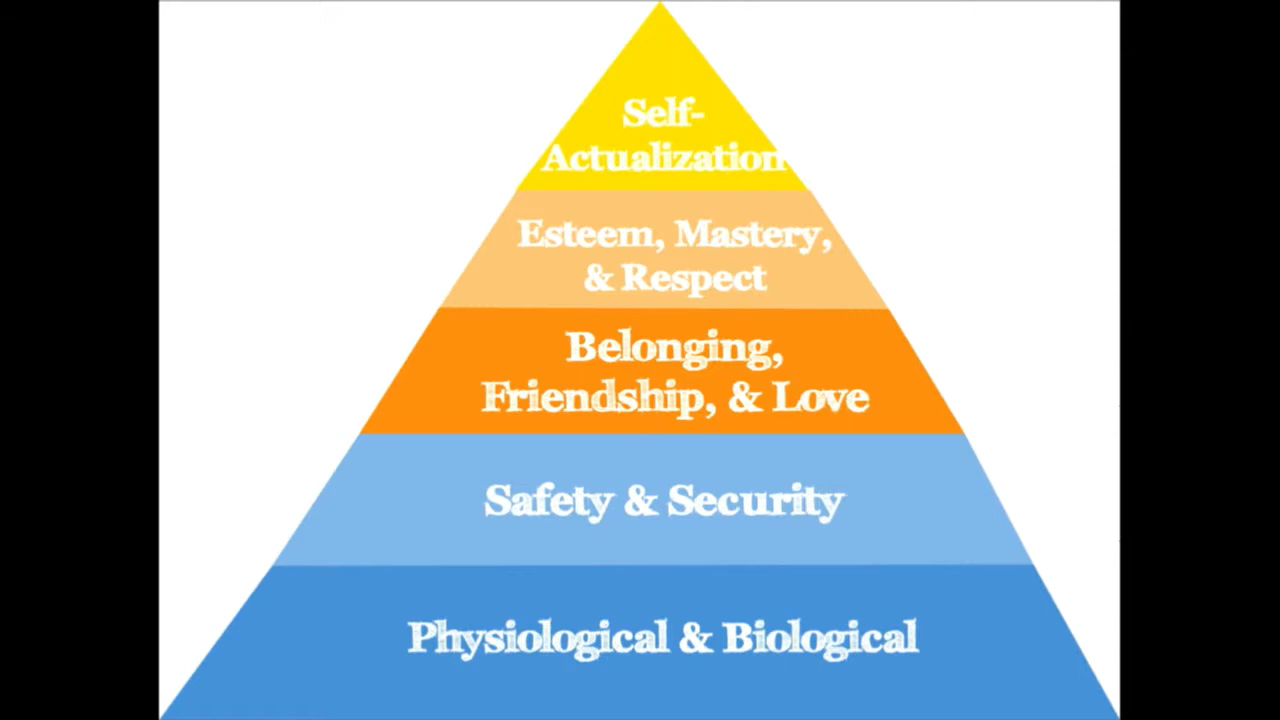 Self-
Actualization
Esteem, Mastery,
& Respect
Belonging,
Friendship, & Love
Safety & Security
Physiological & Biological